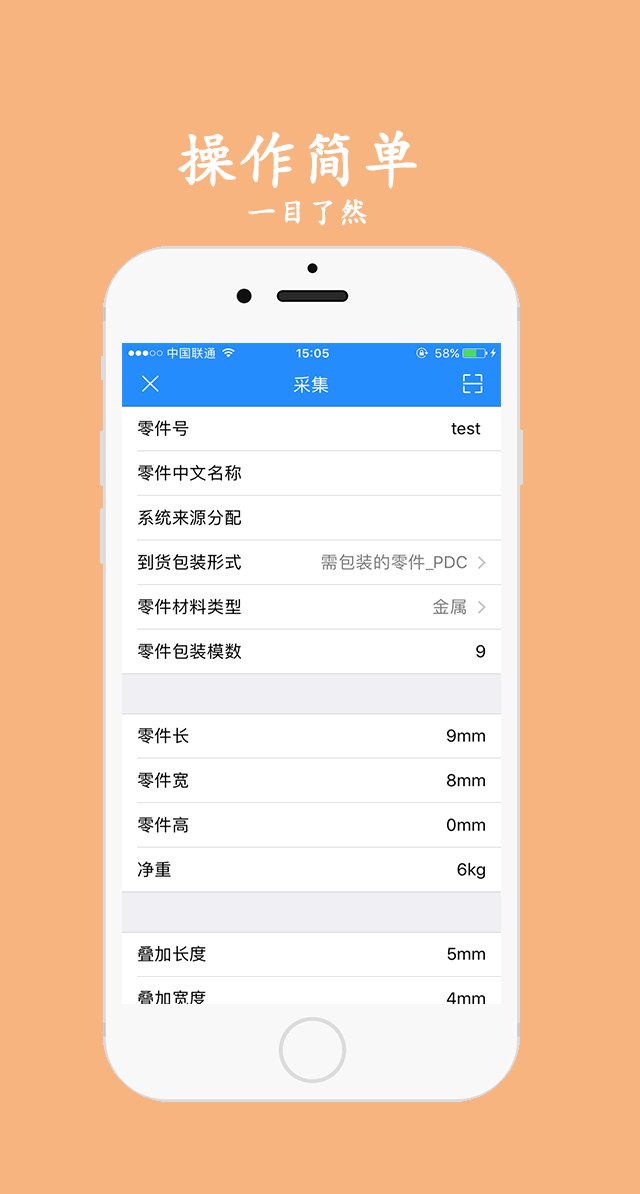 操作简单
一目了然
中国联通 15:05 58%
采集
零件号 test
零件中文名称
系统来源分配
到货包装形式 需包装的零件_PDC
零件材料类型 金属
零件包装模数 9
零件长 9mm
零件宽 8mm
零件高 0mm
净重 6kg
叠加长度 5mm
叠加宽度 4mm